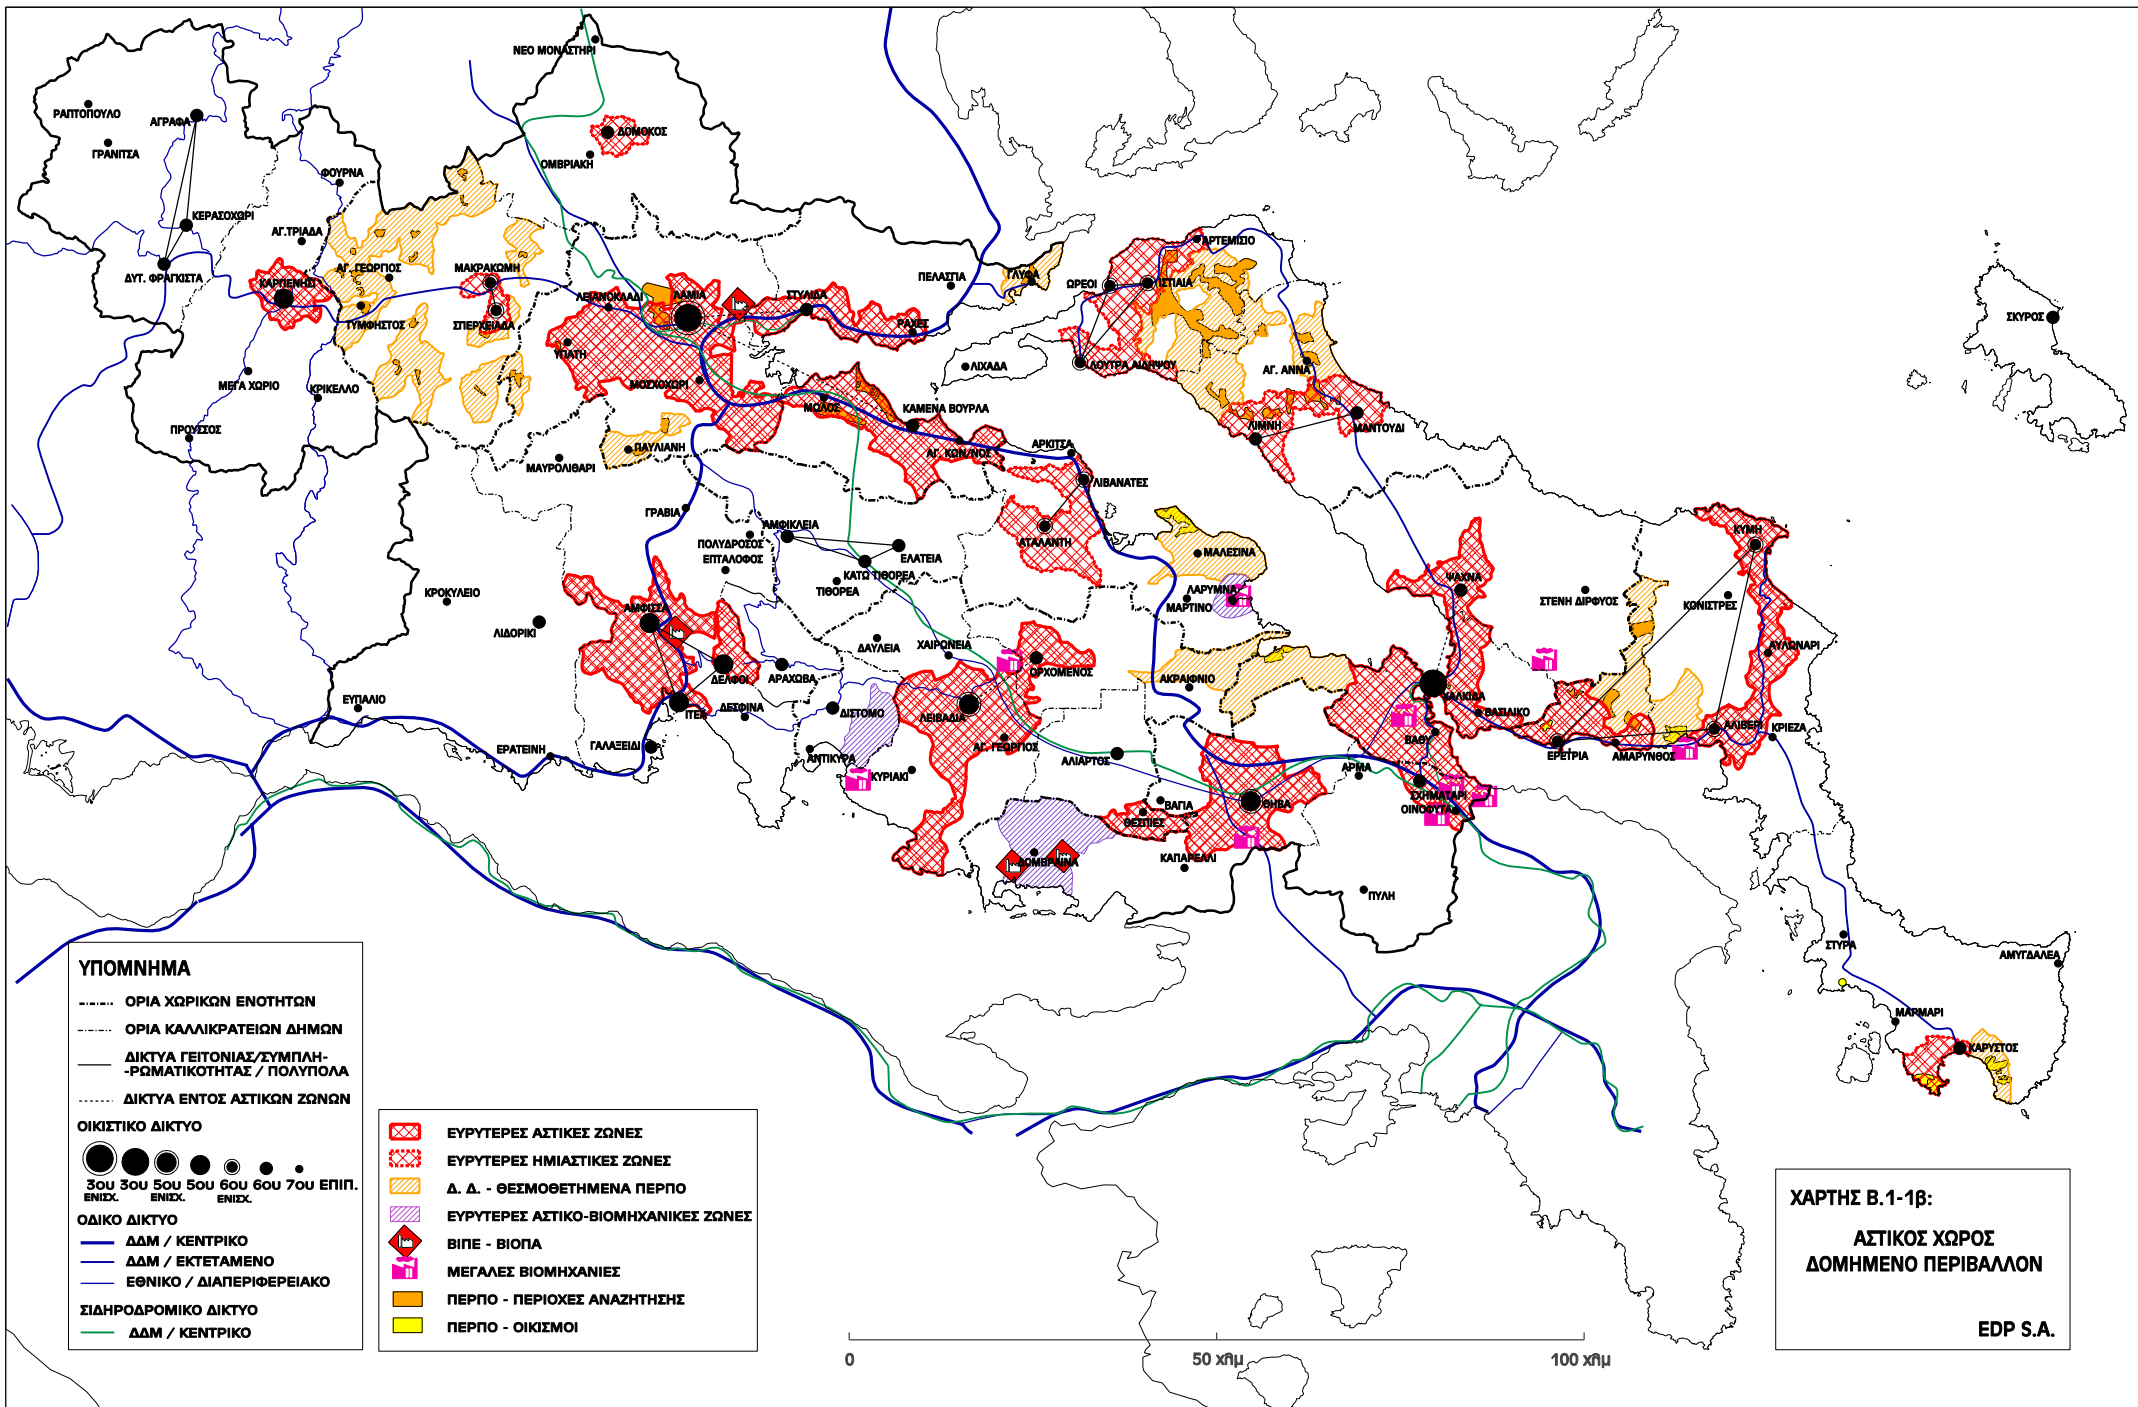 ΝΕΟ ΜΟΝΑΣΤΗΡΙ
ΡΑΠΤΟΠΟΥΛΟ
ΑΓΡΑΦΑ
ΔΟΜΟΚΟΣ
ΓΡΑΝΙΤΣΑ
ΟΜΒΡΙΑΚΗ
ΦΟΥΡΝΑ
ΚΕΡΑΣΟΧΩΡΙ
ΑΓ.ΤΡΙΑΔΑ
ΑΡΤΕΜΙΣΙΟ
ΔΥΤ. ΦΡΑΓΚΙΣΤΑ
ΚΑΡΠΕΝΗΣΙ
ΑΓ. ΓΕΩΡΓΙΟΣ
ΜΑΚΡΑΚΩΜΗ
ΠΕΛΑΣΓΙΑ
ΓΛΥΦΑ
ΩΡΕΟΙ
ΙΣΤΙΑΙΑ
ΛΕΙΑΝΟΚΛΑΔΙ
ΛΑΜΙΑ
ΣΤΥΛΙΔΑ
ΤΥΜΦΗΣΤΟΣ
ΣΠΕΡΧΕΙΑΔΑ
ΡΑΧΕΣ
ΣΚΥΡΟΣ
ΥΠΑΤΗ
ΛΙΧΑΔΑ
ΛΟΥΤΡΑ ΑΙΔΗΨΟΥ
ΑΓ. ΑΝΝΑ
ΜΕΓΑ ΧΩΡΙΟ
ΚΡΙΚΕΛΛΟ
ΜΟΣΧΟΧΩΡΙ
ΜΩΛΟΣ
ΚΑΜΕΝΑ ΒΟΥΡΛΑ
ΠΡΟΥΣΣΟΣ
ΛΙΜΝΗ
ΜΑΝΤΟΥΔΙ
ΠΑΥΛΙΑΝΗ
ΑΓ. ΚΩΝ/ΝΟΣ
ΑΡΚΙΤΣΑ
ΜΑΥΡΟΛΙΘΑΡΙ
ΛΙΒΑΝΑΤΕΣ
ΓΡΑΒΙΑ
ΑΜΦΙΚΛΕΙΑ
ΑΤΑΛΑΝΤΗ
ΚΥΜΗ
ΠΟΛΥΔΡΟΣΟΣ
ΕΠΤΑΛΟΦΟΣ
ΕΛΑΤΕΙΑ
ΜΑΛΕΣΙΝΑ
ΚΑΤΩ ΤΙΘΟΡΕΑ
ΤΙΘΟΡΕΑ
ΨΑΧΝΑ
ΛΑΡΥΜΝΑ
ΜΑΡΤΙΝΟ
ΚΡΟΚΥΛΕΙΟ
ΣΤΕΝΗ ΔΙΡΦΥΟΣ
ΚΟΝΙΣΤΡΕΣ
ΑΜΦΙΣΣΑ
ΛΙΔΟΡΙΚΙ
ΔΑΥΛΕΙΑ
ΧΑΙΡΩΝΕΙΑ
ΑΥΛΩΝΑΡΙ
ΟΡΧΟΜΕΝΟΣ
ΔΕΛΦΟΙ
ΑΡΑΧΩΒΑ
ΑΚΡΑΙΦΝΙΟ
ΧΑΛΚΙΔΑ
ΕΥΠΑΛΙΟ
ΙΤΕΑ
ΔΕΣΦΙΝΑ
ΔΙΣΤΟΜΟ
ΛΕΙΒΑΔΙΑ
ΒΑΣΙΛΙΚΟ
ΑΛΙΒΕΡΙ
ΚΡΙΕΖΑ
ΒΑΘΥ
ΕΡΑΤΕΙΝΗ
ΓΑΛΑΞΕΙΔΙ
ΑΝΤΙΚΥΡΑ
ΑΓ. ΓΕΩΡΓΙΟΣ
ΑΛΙΑΡΤΟΣ
ΑΡΜΑ
ΕΡΕΤΡΙΑ
ΑΜΑΡΥΝΘΟΣ
ΚΥΡΙΑΚΙ
ΒΑΓΙΑ
ΘΗΒΑ
ΣΧΗΜΑΤΑΡΙ
ΟΙΝΟΦΥΤΑ
ΘΕΣΠΙΕΣ
ΔΟΜΒΡΑΙΝΑ
ΚΑΠΑΡΕΛΛΙ
ΠΥΛΗ
ΣΤΥΡΑ
ΑΜΥΓΔΑΛΕΑ
ΜΑΡΜΑΡΙ
ΚΑΡΥΣΤΟΣ
ΥΠΟΜΝΗΜΑ
ΟΡΙΑ ΧΩΡΙΚΩΝ ΕΝΟΤΗΤΩΝ
ΟΡΙΑ ΚΑΛΛΙΚΡΑΤΕΙΩΝ ΔΗΜΩΝ
ΔΙΚΤΥΑ ΓΕΙΤΟΝΙΑΣ/ΣΥΜΠΛΗ-
-ΡΩΜΑΤΙΚΟΤΗΤΑΣ / ΠΟΛΥΠΟΛΑ
ΔΙΚΤΥΑ ΕΝΤΟΣ ΑΣΤΙΚΩΝ ΖΩΝΩΝ
ΟΙΚΙΣΤΙΚΟ ΔΙΚΤΥΟ
3ου 3ου 5ου 5ου 6ου 6ου 7ου ΕΠΙΠ.
ΕΝΙΣΧ. ΕΝΙΣΧ. ΕΝΙΣΧ.
ΟΔΙΚΟ ΔΙΚΤΥΟ
ΔΔΜ / ΚΕΝΤΡΙΚΟ
ΔΔΜ / ΕΚΤΕΤΑΜΕΝΟ
ΕΘΝΙΚΟ / ΔΙΑΠΕΡΙΦΕΡΕΙΑΚΟ
ΣΙΔΗΡΟΔΡΟΜΙΚΟ ΔΙΚΤΥΟ
ΔΔΜ / ΚΕΝΤΡΙΚΟ
ΕΥΡΥΤΕΡΕΣ ΑΣΤΙΚΕΣ ΖΩΝΕΣ
ΕΥΡΥΤΕΡΕΣ ΗΜΙΑΣΤΙΚΕΣ ΖΩΝΕΣ
Δ. Δ. - ΘΕΣΜΟΘΕΤΗΜΕΝΑ ΠΕΡΠΟ
ΕΥΡΥΤΕΡΕΣ ΑΣΤΙΚΟ-ΒΙΟΜΗΧΑΝΙΚΕΣ ΖΩΝΕΣ
ΒΙΠΕ - ΒΙΟΠΑ
ΜΕΓΑΛΕΣ ΒΙΟΜΗΧΑΝΙΕΣ
ΠΕΡΠΟ - ΠΕΡΙΟΧΕΣ ΑΝΑΖΗΤΗΣΗΣ
ΠΕΡΠΟ - ΟΙΚΙΣΜΟΙ
0 50 χλμ 100 χλμ
ΧΑΡΤΗΣ Β.1-1β:
ΑΣΤΙΚΟΣ ΧΩΡΟΣ
ΔΟΜΗΜΕΝΟ ΠΕΡΙΒΑΛΛΟΝ
EDP S.A.